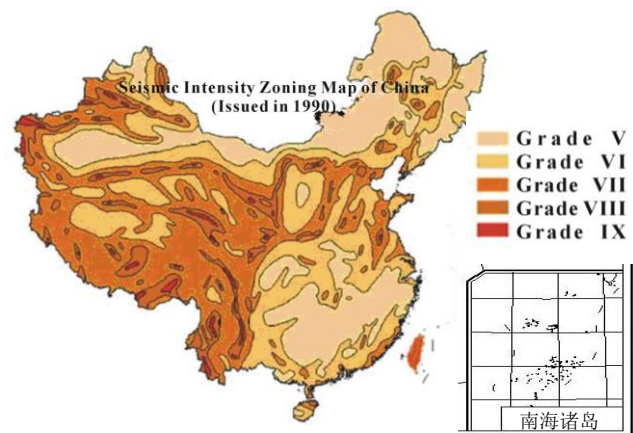 Seismic Intensity Zoning Map of China
(Issued in 1990)
Grade V
Grade VI
Grade VII
Grade VIII
Grade IX
南海诸岛